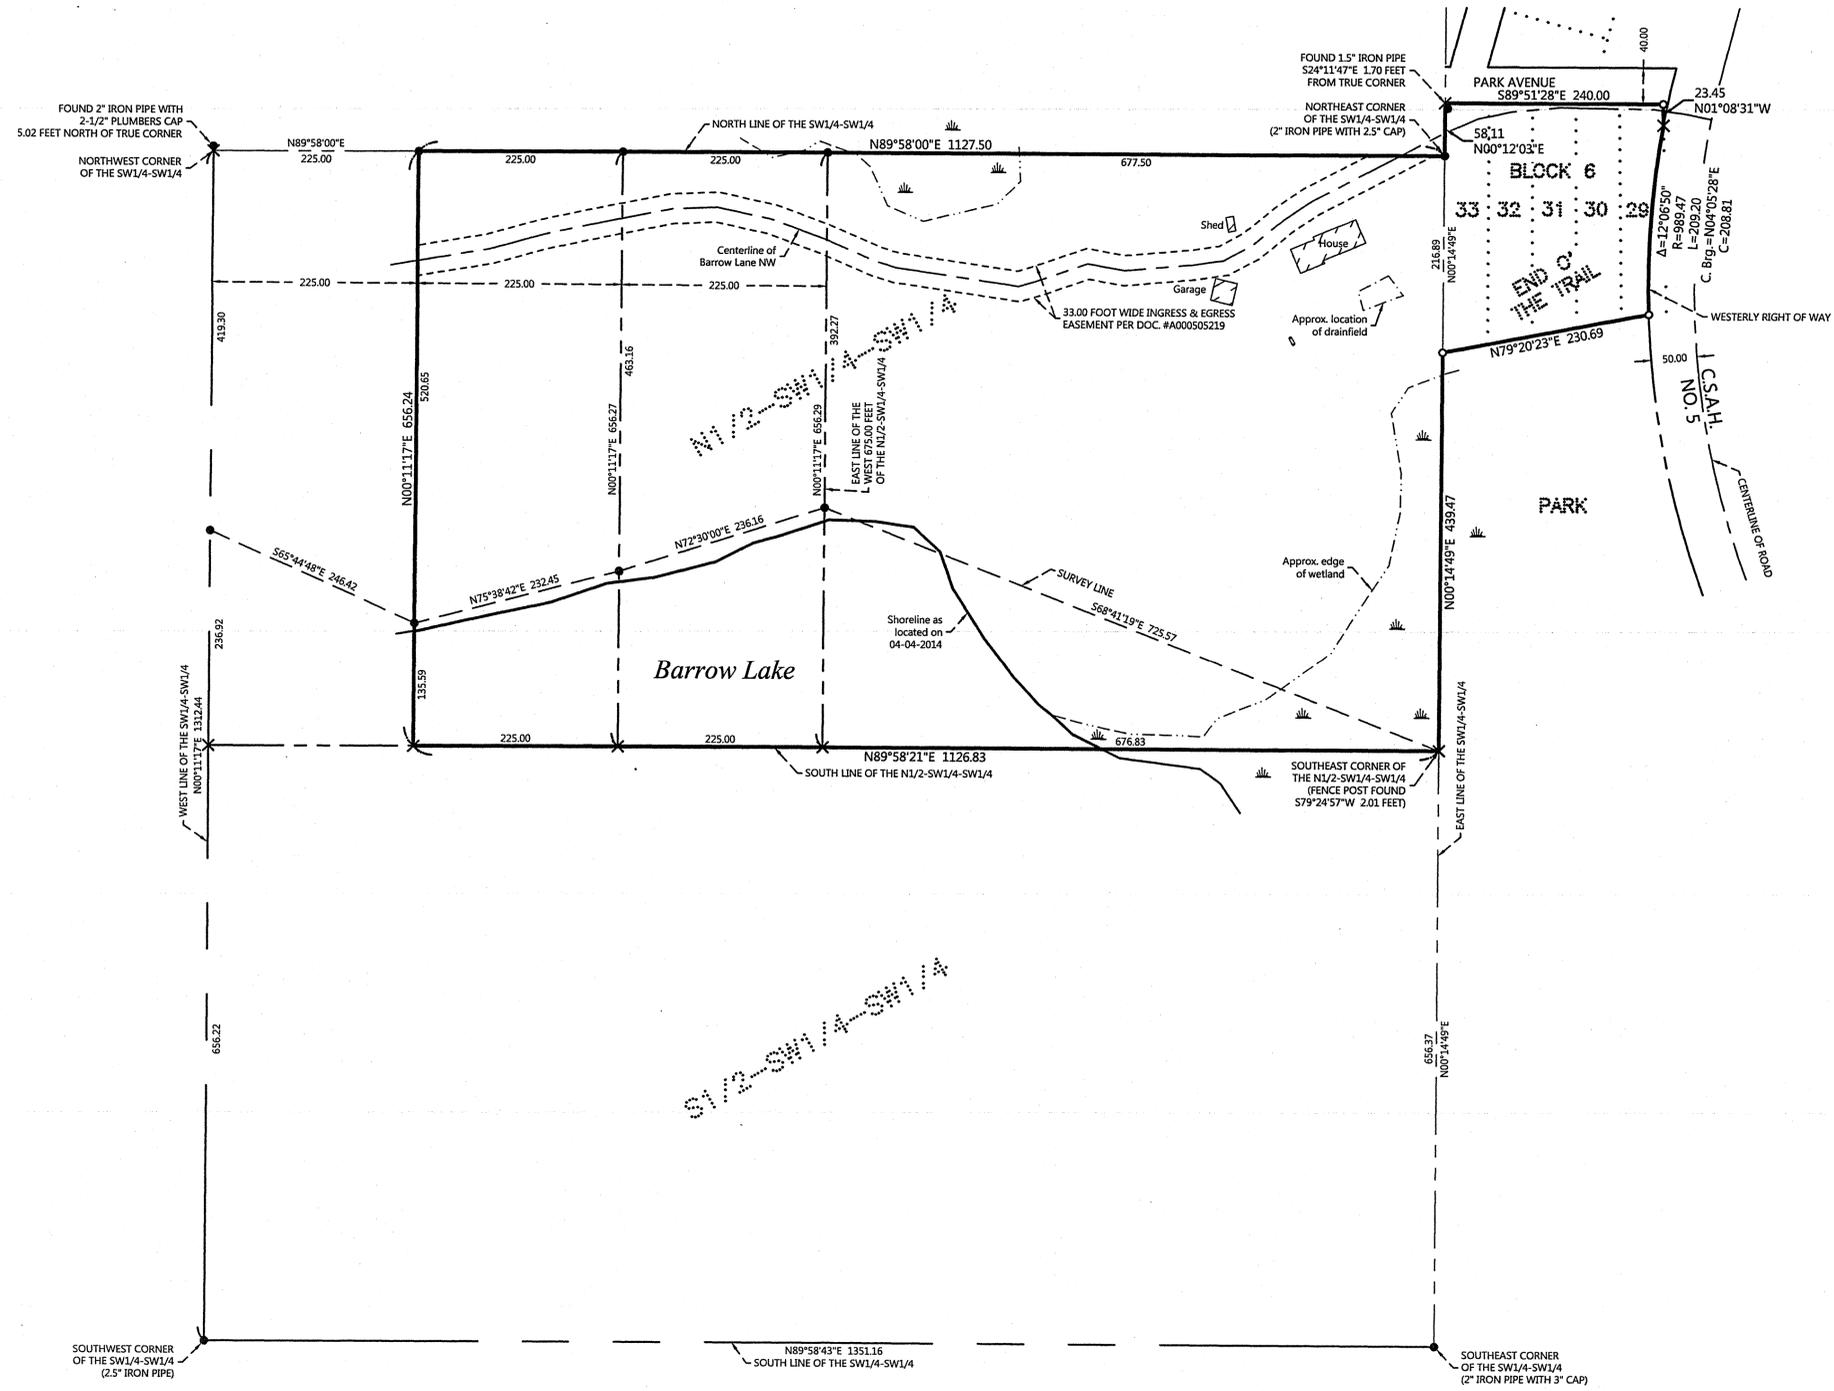 FOUND 1.5" IRON PIPE
S24°11'47"E 1.70 FEET
FROM TRUE CORNER
40.00
PARK AVENUE
S89°51'28"E 240.00
23.45
N01°08'31"W
FOUND 2" IRON PIPE WITH
2-1/2" PLUMBERS CAP
5.02 FEET NORTH OF TRUE CORNER
NORTHWEST CORNER
OF THE SW1/4-SW1/4
N89°58'00"E
225.00
225.00
225.00
NORTH LINE OF THE SW1/4-SW1/4
N89°58'00"E 1127.50
677.50
NORTHEAST CORNER
OF THE SW1/4-SW1/4
(2" IRON PIPE WITH 2.5" CAP)
58.11
N00°12'03"E
BLOCK 6
33
32
31
30
29
END O'
THE TRAIL
Δ=12°06'50"
R=989.47
L=209.20
C. Brg.=N04°05'28"E
C=208.81
216.89
N00°14'49"E
WESTERLY RIGHT OF WAY
N79°20'23"E 230.69
50.00
C.S.A.H.
NO. 5
CENTERLINE OF ROAD
PARK
Shed
House
Garage
Approx. location
of drainfield
Centerline of
Barrow Lane NW
33.00 FOOT WIDE INGRESS & EGRESS
EASEMENT PER DOC. #A000505219
225.00
225.00
225.00
419.30
N00°11'17"E 656.24
520.65
463.16
N00°11'17"E 656.27
392.27
N00°11'17"E 656.29
EAST LINE OF THE
WEST 675.00 FEET
OF THE N1/2-SW1/4-SW1/4
N1/2-SW1/4-SW1/4
S65°44'48"E 246.42
N75°38'42"E 232.45
N72°30'00"E 236.16
SURVEY LINE
S68°41'19"E 725.57
Approx. edge
of wetland
N00°14'49"E 439.47
Shoreline as
located on
04-04-2014
Barrow Lake
236.92
135.59
WEST LINE OF THE SW1/4-SW1/4
N00°11'17"E 1312.44
225.00
225.00
N89°58'21"E 1126.83
676.83
SOUTH LINE OF THE N1/2-SW1/4-SW1/4
SOUTHEAST CORNER OF
THE N1/2-SW1/4-SW1/4
(FENCE POST FOUND
S79°24'57"W 2.01 FEET)
EAST LINE OF THE SW1/4-SW1/4
656.22
S1/2-SW1/4-SW1/4
656.37
N00°14'49"E
SOUTHWEST CORNER
OF THE SW1/4-SW1/4
(2.5" IRON PIPE)
N89°58'43"E 1351.16
SOUTH LINE OF THE SW1/4-SW1/4
SOUTHEAST CORNER
OF THE SW1/4-SW1/4
(2" IRON PIPE WITH 3" CAP)